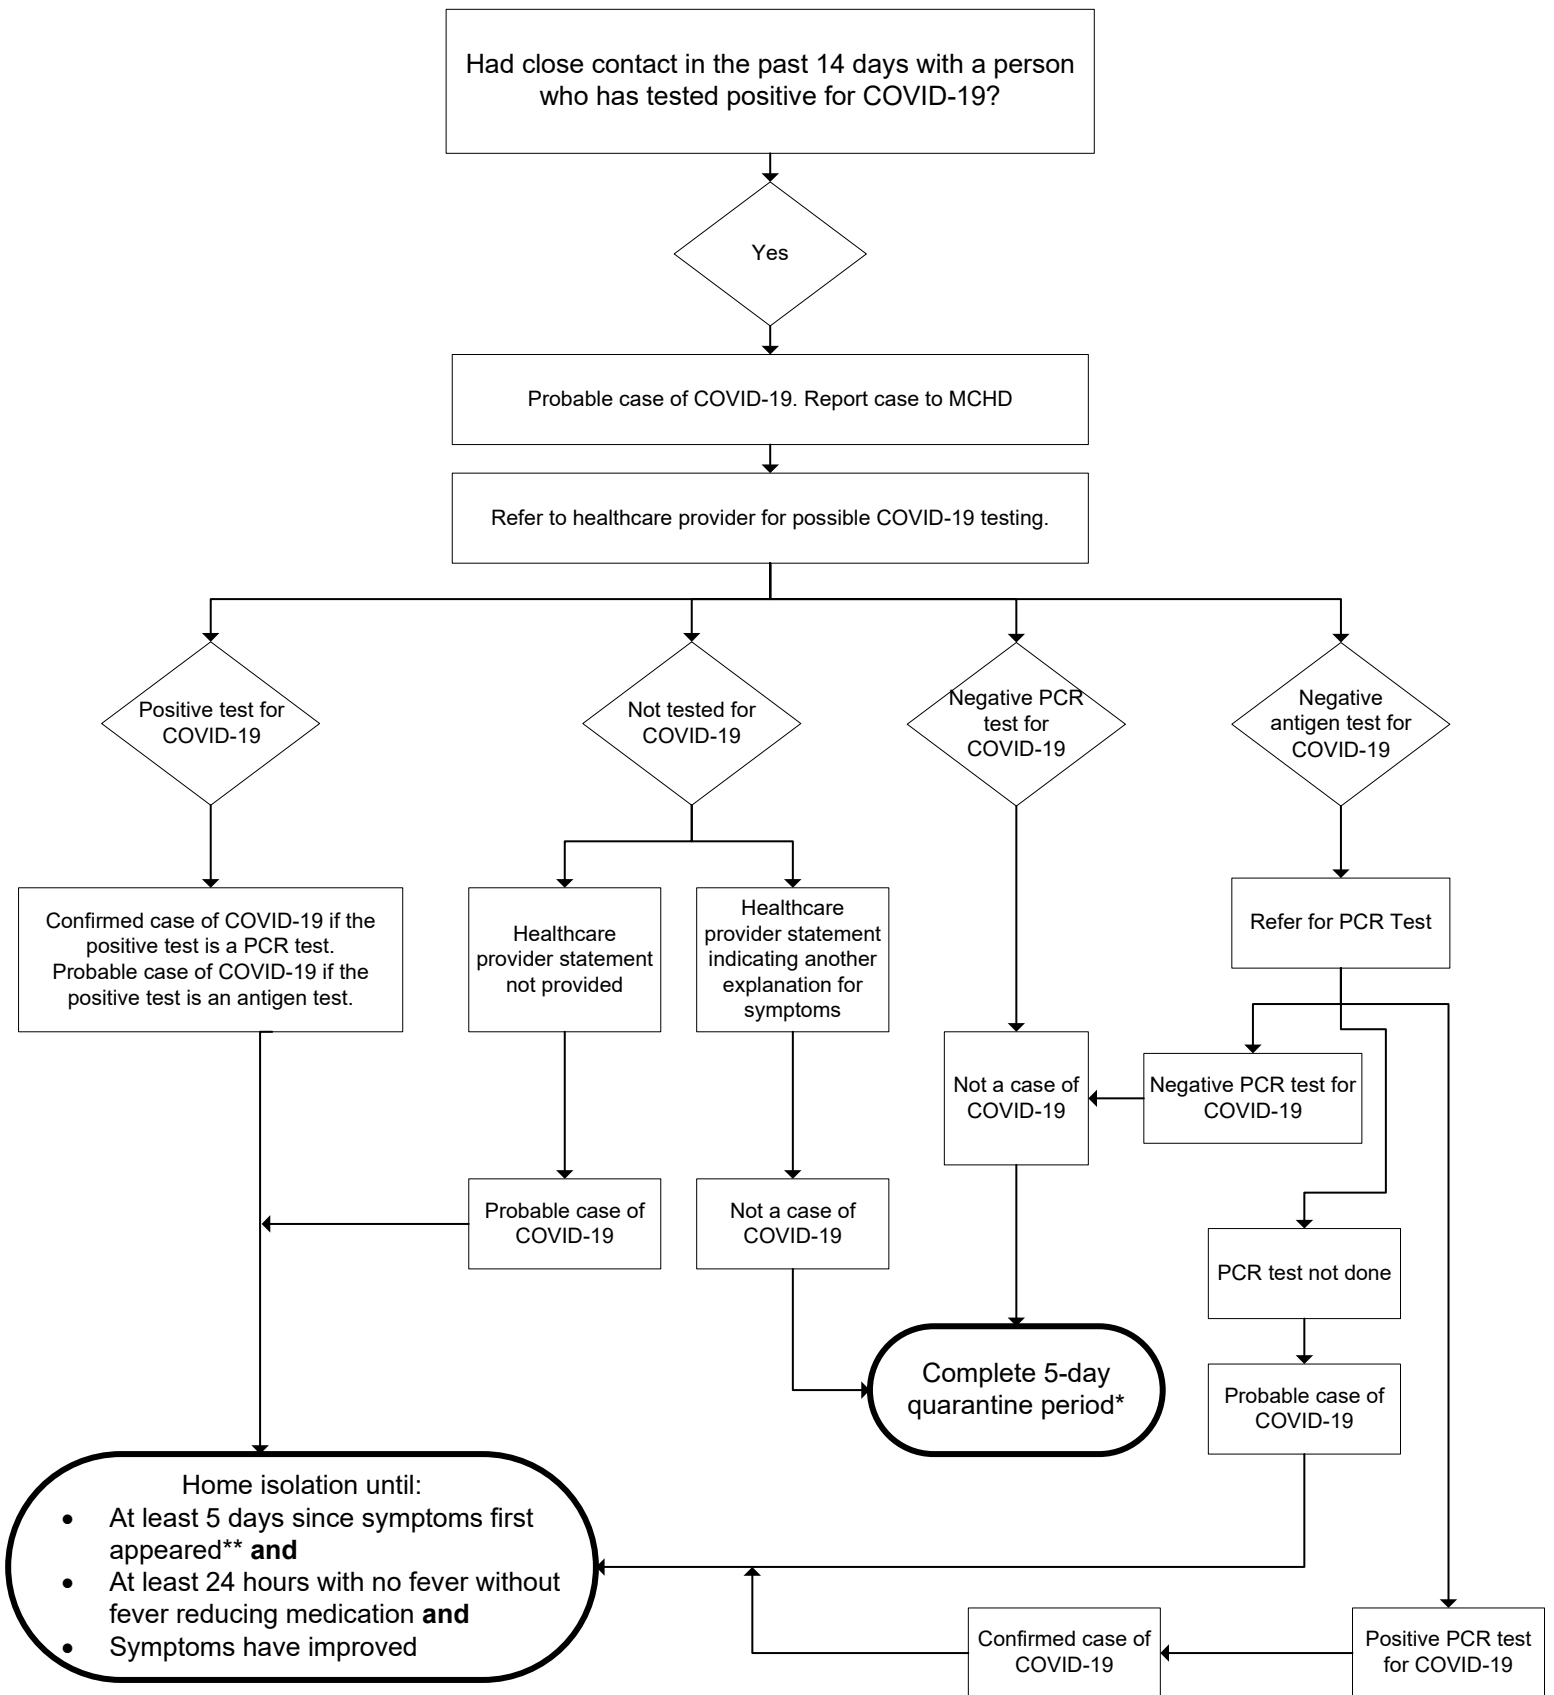 Had close contact in the past 14 days with a person
who has tested positive for COVID-19?
Yes
Probable case of COVID-19. Report case to MCHD
Refer to healthcare provider for possible COVID-19 testing.
Positive test for
COVID-19
Not tested for
COVID-19
Negative PCR
test for
COVID-19
Negative
antigen test for
COVID-19
Confirmed case of COVID-19 if the
positive test is a PCR test.
Probable case of COVID-19 if the
positive test is an antigen test.
Healthcare
provider statement
not provided
Healthcare
provider statement
indicating another
explanation for
symptoms
Refer for PCR Test
Not a case of
COVID-19
Negative PCR test for
COVID-19
Probable case of
COVID-19
Not a case of
COVID-19
PCR test not done
Complete 5-day
quarantine period*
Probable case of
COVID-19
Home isolation until:
• At least 5 days since symptoms first
appeared** and
• At least 24 hours with no fever without
fever reducing medication and
• Symptoms have improved
Confirmed case of
COVID-19
Positive PCR test
for COVID-19